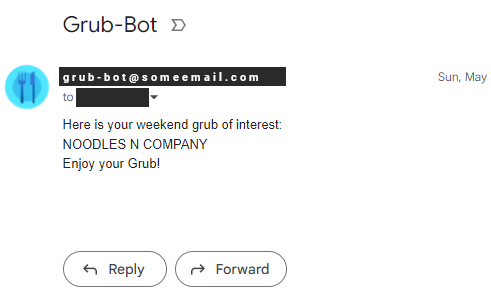 Grub-Bot
grub-bot@someemail.com
Sun, May
to
Here is your weekend grub of interest:
NOODLES N COMPANY
Enjoy your Grub!
Reply
Forward